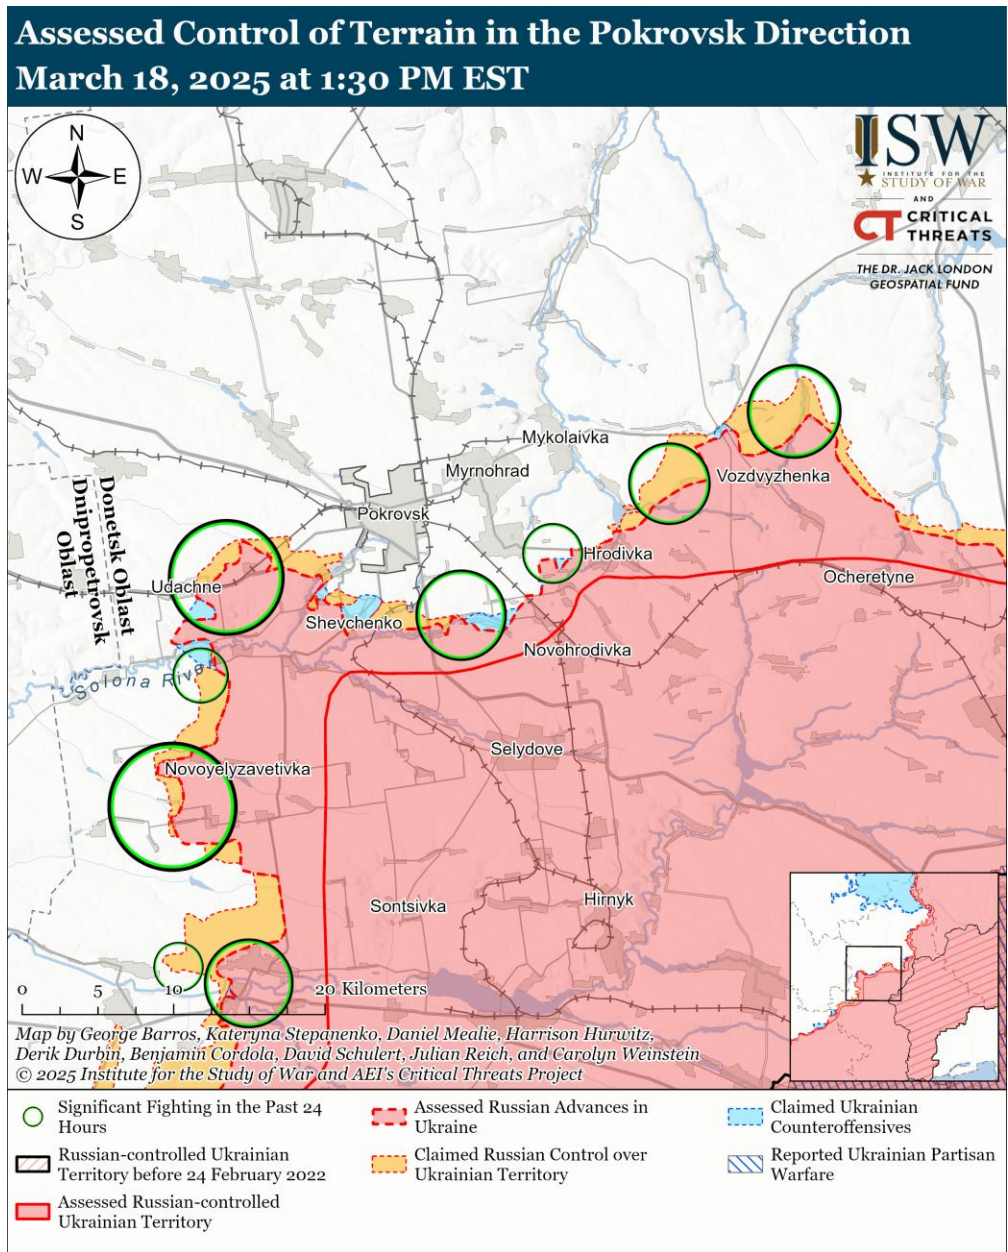 Assessed Control of Terrain in the Pokrovsk Direction
March 18, 2025 at 1:30 PM EST
N
W
E
S
ISW
INSTITUTE FOR THE
STUDY OF WAR
AND
CT CRITICAL
THREATS
THE DR. JACK LONDON
GEOSPATIAL FUND
Mykolaivka
Myrnohrad
Vozdvyzhenka
Pokrovsk
Donetsk Oblast
Dnipropetrovsk
Oblast
Hrodivka
Udachne
Ocheretyne
Shevchenko
Novohrodivka
Solona River
Selydove
Novoyelyzavetivka
Sontsivka
Hirnyk
0 5 10 20 Kilometers
Map by George Barros, Kateryna Stepanenko, Daniel Mealie, Harrison Hurwitz,
Derik Durbin, Benjamin Cordola, David Schulert, Julian Reich, and Carolyn Weinstein
© 2025 Institute for the Study of War and AEI's Critical Threats Project
Significant Fighting in the Past 24
Hours
Russian-controlled Ukrainian
Territory before 24 February 2022
Assessed Russian-controlled
Ukrainian Territory
Assessed Russian Advances in
Ukraine
Claimed Russian Control over
Ukrainian Territory
Claimed Ukrainian
Counteroffensives
Reported Ukrainian Partisan
Warfare